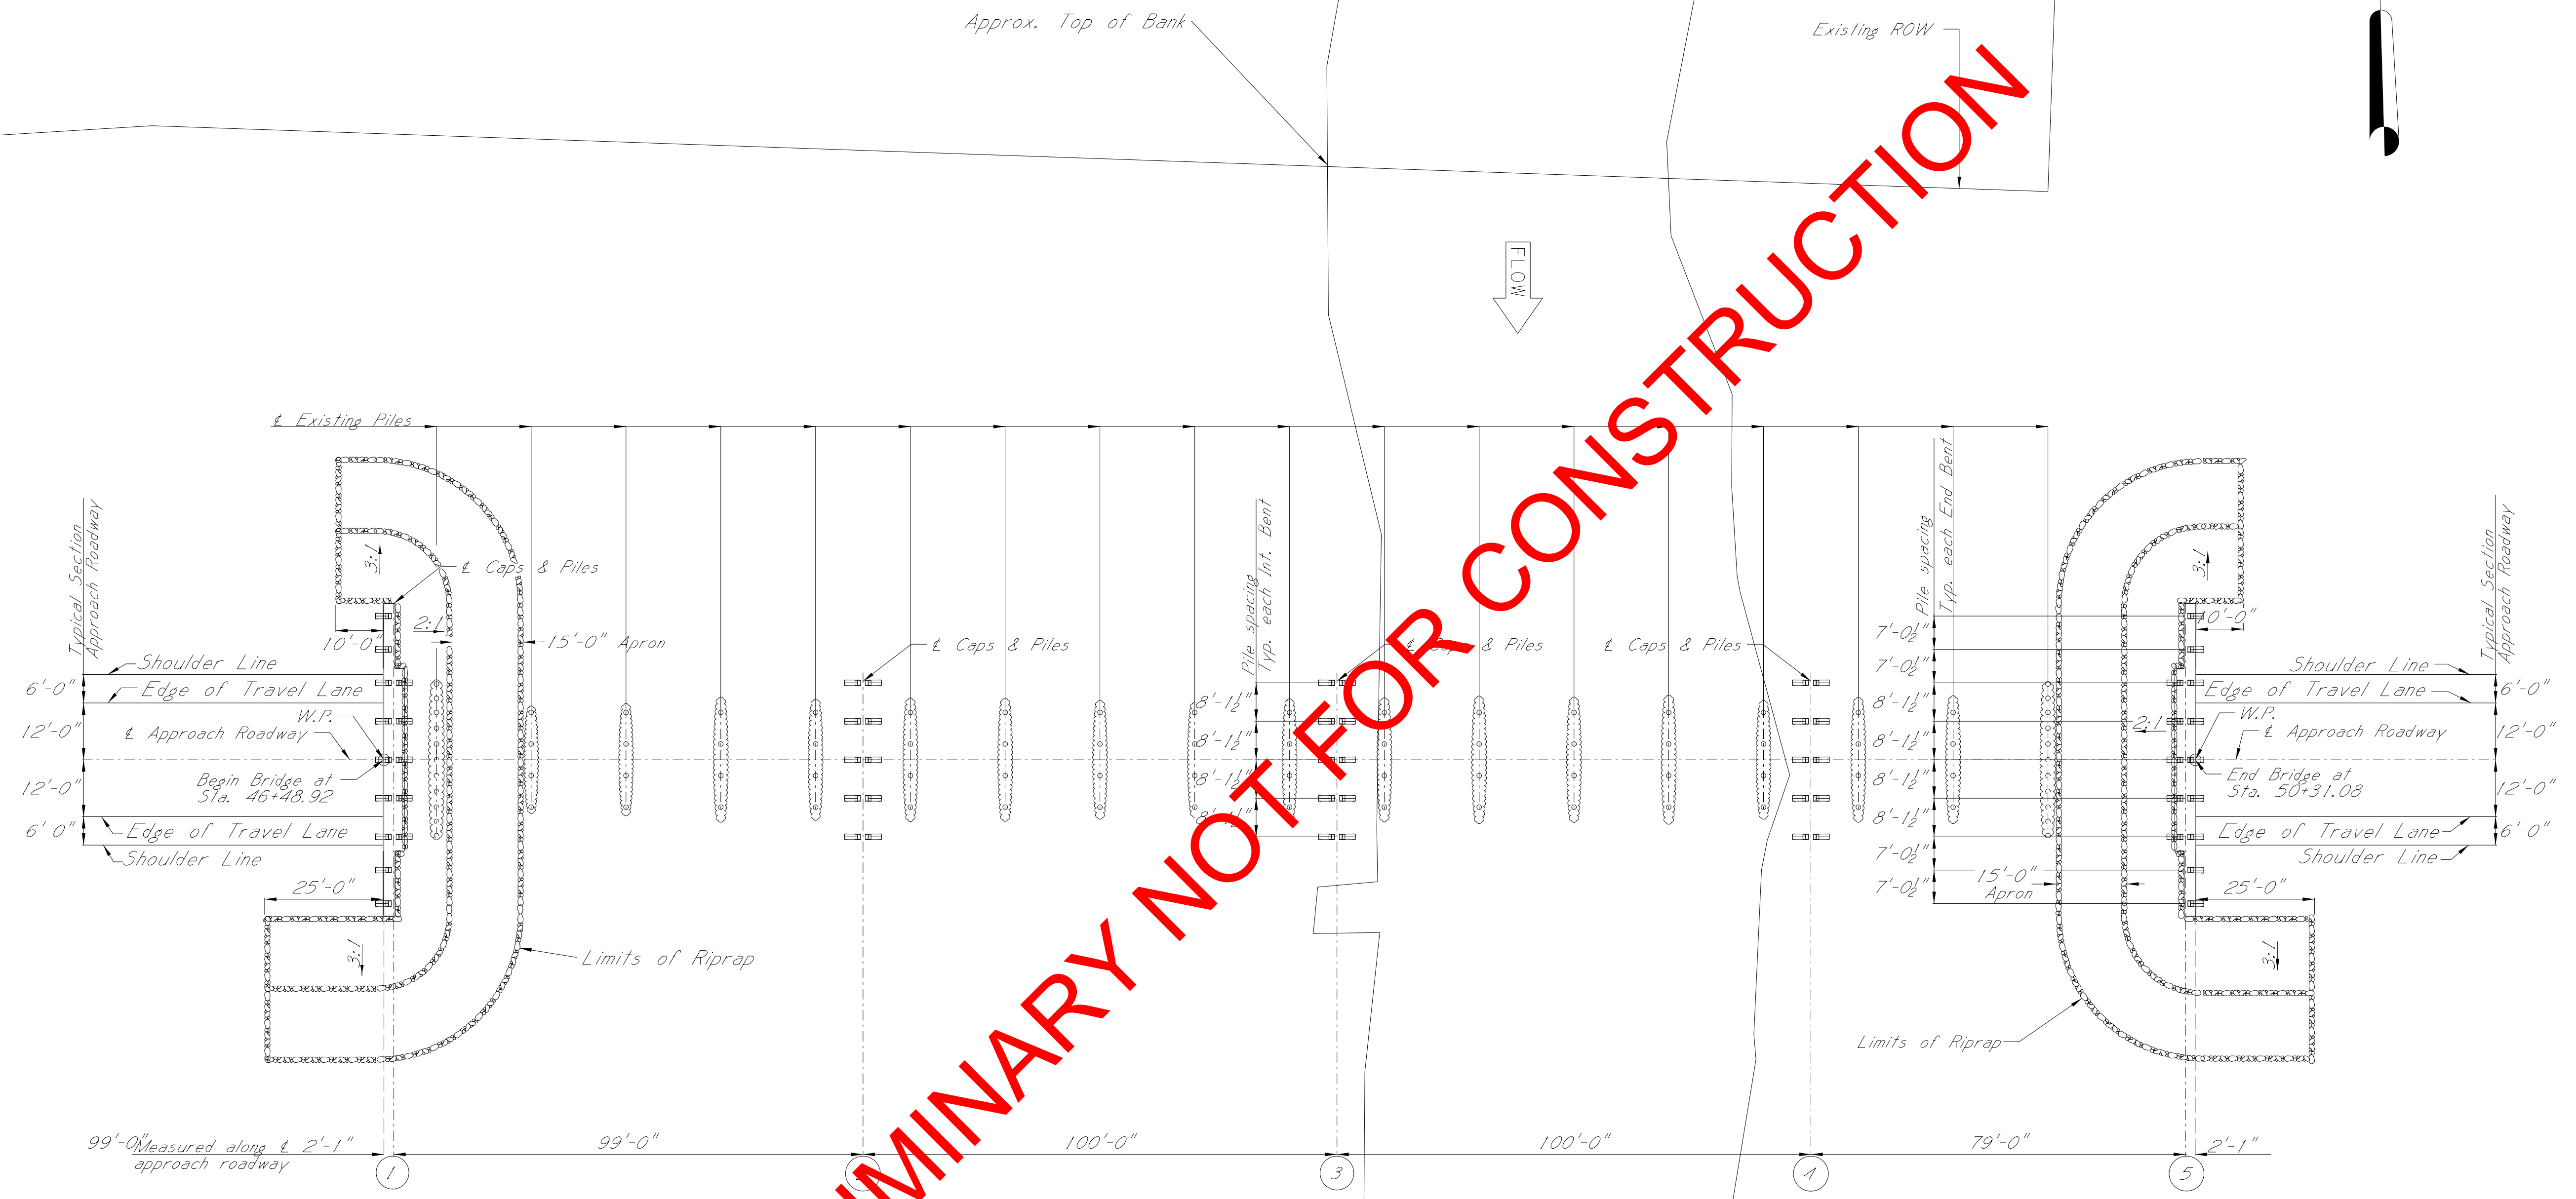 Approx. Top of Bank
Existing ROW
FLOW
℄ Existing Piles
Typical Section
Approach Roadway
3:1
℄ Caps & Piles
2:1
10'-0"
15'-0" Apron
Shoulder Line
6'-0"
Edge of Travel Lane
W.P.
12'-0"
℄ Approach Roadway
Begin Bridge at
Sta. 46+48.92
12'-0"
6'-0"
Edge of Travel Lane
Shoulder Line
25'-0"
3:1
Limits of Riprap
℄ Caps & Piles
Pile spacing
Typ. each Int. Bent
8'-1½"
8'-1½"
8'-1½"
8'-1½"
℄ Caps & Piles
℄ Caps & Piles
Pile spacing
Typ. each End Bent
7'-0½"
7'-0½"
8'-1½"
8'-1½"
8'-1½"
8'-1½"
7'-0½"
7'-0½"
15'-0"
Apron
2:1
3:1
10'-0"
Typical Section
Approach Roadway
Shoulder Line
6'-0"
Edge of Travel Lane
W.P.
12'-0"
℄ Approach Roadway
End Bridge at
Sta. 50+31.08
12'-0"
Edge of Travel Lane
6'-0"
Shoulder Line
25'-0"
3:1
Limits of Riprap
99'-0"
Measured along ℄
approach roadway
2'-1"
99'-0"
100'-0"
100'-0"
79'-0"
2'-1"
1
3
4
5
MINARY NOT FOR CONSTRUCTION